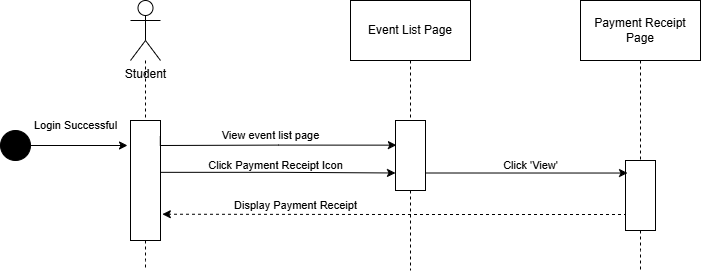 Student
Event List Page
Payment Receipt
Page
Login Successful
View event list page
Click Payment Receipt Icon
Click 'View'
Display Payment Receipt